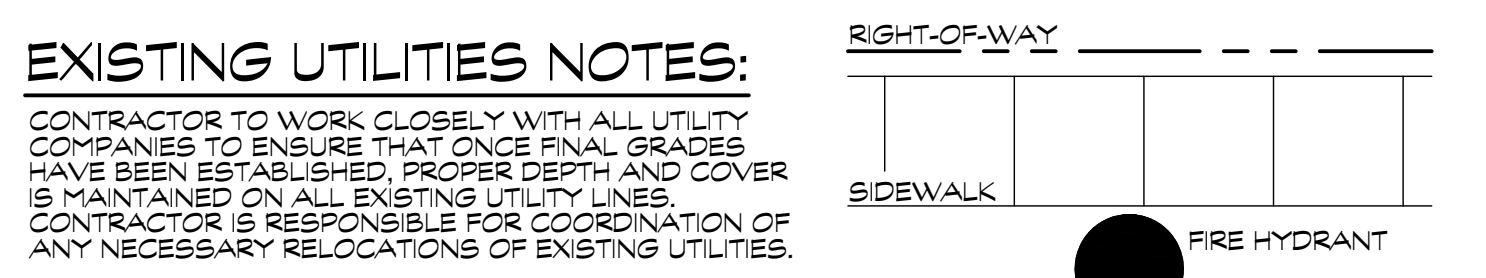 EXISTING UTILITIES NOTES:
CONTRACTOR TO WORK CLOSELY WITH ALL UTILITY
COMPANIES TO ENSURE THAT ONCE FINAL GRADES
HAVE BEEN ESTABLISHED, PROPER DEPTH AND COVER
IS MAINTAINED ON ALL EXISTING UTILITY LINES.
CONTRACTOR IS RESPONSIBLE FOR COORDINATION OF
ANY NECESSARY RELOCATIONS OF EXISTING UTILITIES.
RIGHT-OF-WAY
SIDEWALK
FIRE HYDRANT